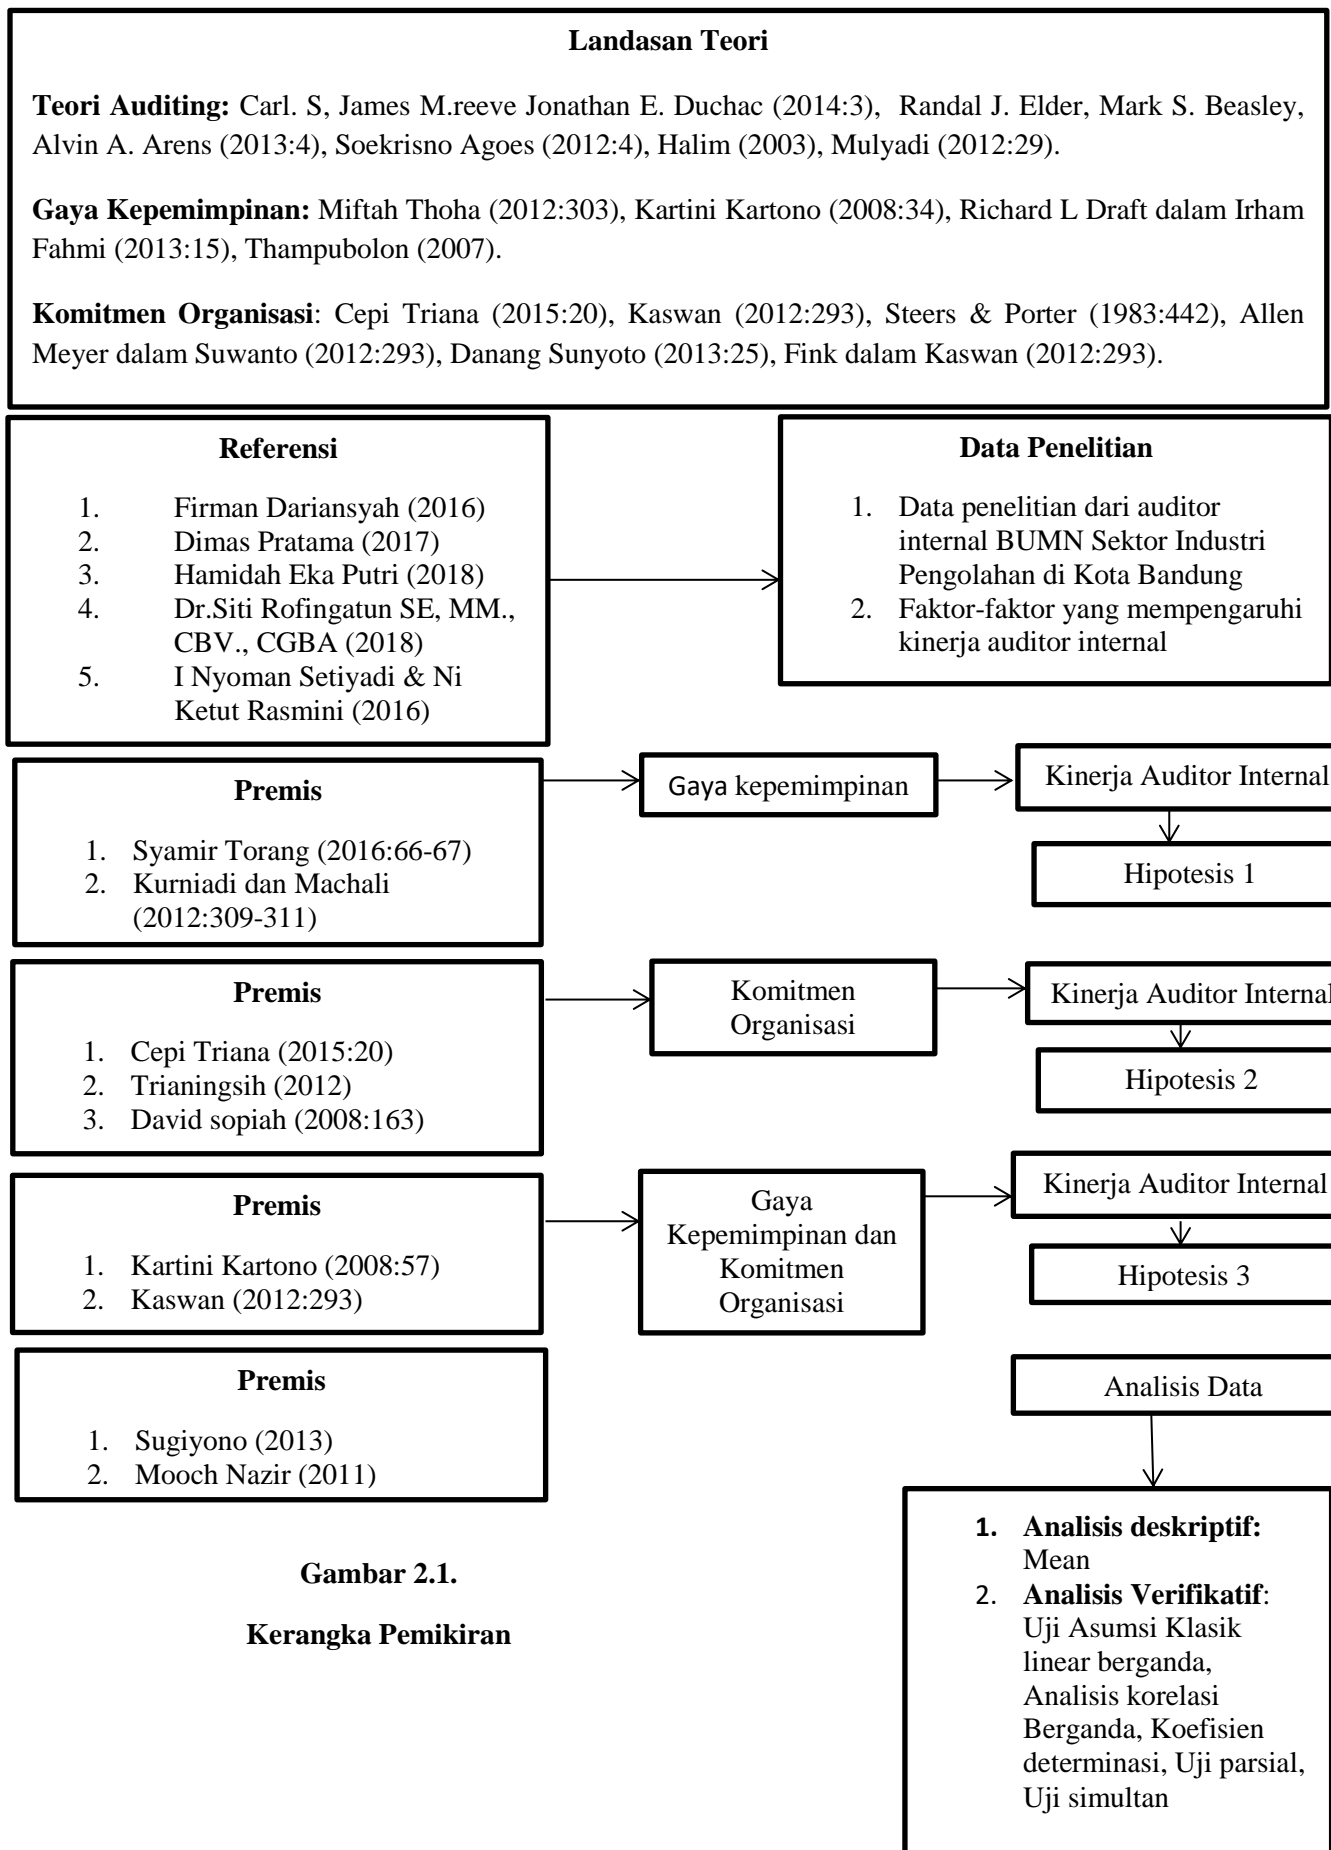 Landasan Teori
Teori Auditing: Carl. S, James M.reeve Jonathan E. Duchac (2014:3), Randal J. Elder, Mark S. Beasley,
Alvin A. Arens (2013:4), Soekrisno Agoes (2012:4), Halim (2003), Mulyadi (2012:29).
Gaya Kepemimpinan: Miftah Thoha (2012:303), Kartini Kartono (2008:34), Richard L Draft dalam Irham
Fahmi (2013:15), Thampubolon (2007).
Komitmen Organisasi: Cepi Triana (2015:20), Kaswan (2012:293), Steers & Porter (1983:442), Allen
Meyer dalam Suwanto (2012:293), Danang Sunyoto (2013:25), Fink dalam Kaswan (2012:293).
Referensi
1. Firman Dariansyah (2016)
2. Dimas Pratama (2017)
3. Hamidah Eka Putri (2018)
4. Dr.Siti Rofingatun SE, MM.,
CBV., CGBA (2018)
5. I Nyoman Setiyadi & Ni
Ketut Rasmini (2016)
Data Penelitian
1. Data penelitian dari auditor
internal BUMN Sektor Industri
Pengolahan di Kota Bandung
2. Faktor-faktor yang mempengaruhi
kinerja auditor internal
Premis
1. Syamir Torang (2016:66-67)
2. Kurniadi dan Machali
(2012:309-311)
Gaya kepemimpinan
Kinerja Auditor Internal
Hipotesis 1
Premis
1. Cepi Triana (2015:20)
2. Trianingsih (2012)
3. David sopiah (2008:163)
Komitmen
Organisasi
Kinerja Auditor Internal
Hipotesis 2
Premis
1. Kartini Kartono (2008:57)
2. Kaswan (2012:293)
Gaya
Kepemimpinan dan
Komitmen
Organisasi
Kinerja Auditor Internal
Hipotesis 3
Premis
1. Sugiyono (2013)
2. Mooch Nazir (2011)
Analisis Data
1. Analisis deskriptif:
Mean
2. Analisis Verifikatif:
Uji Asumsi Klasik
linear berganda,
Analisis korelasi
Berganda, Koefisien
determinasi, Uji parsial,
Uji simultan
Gambar 2.1.
Kerangka Pemikiran